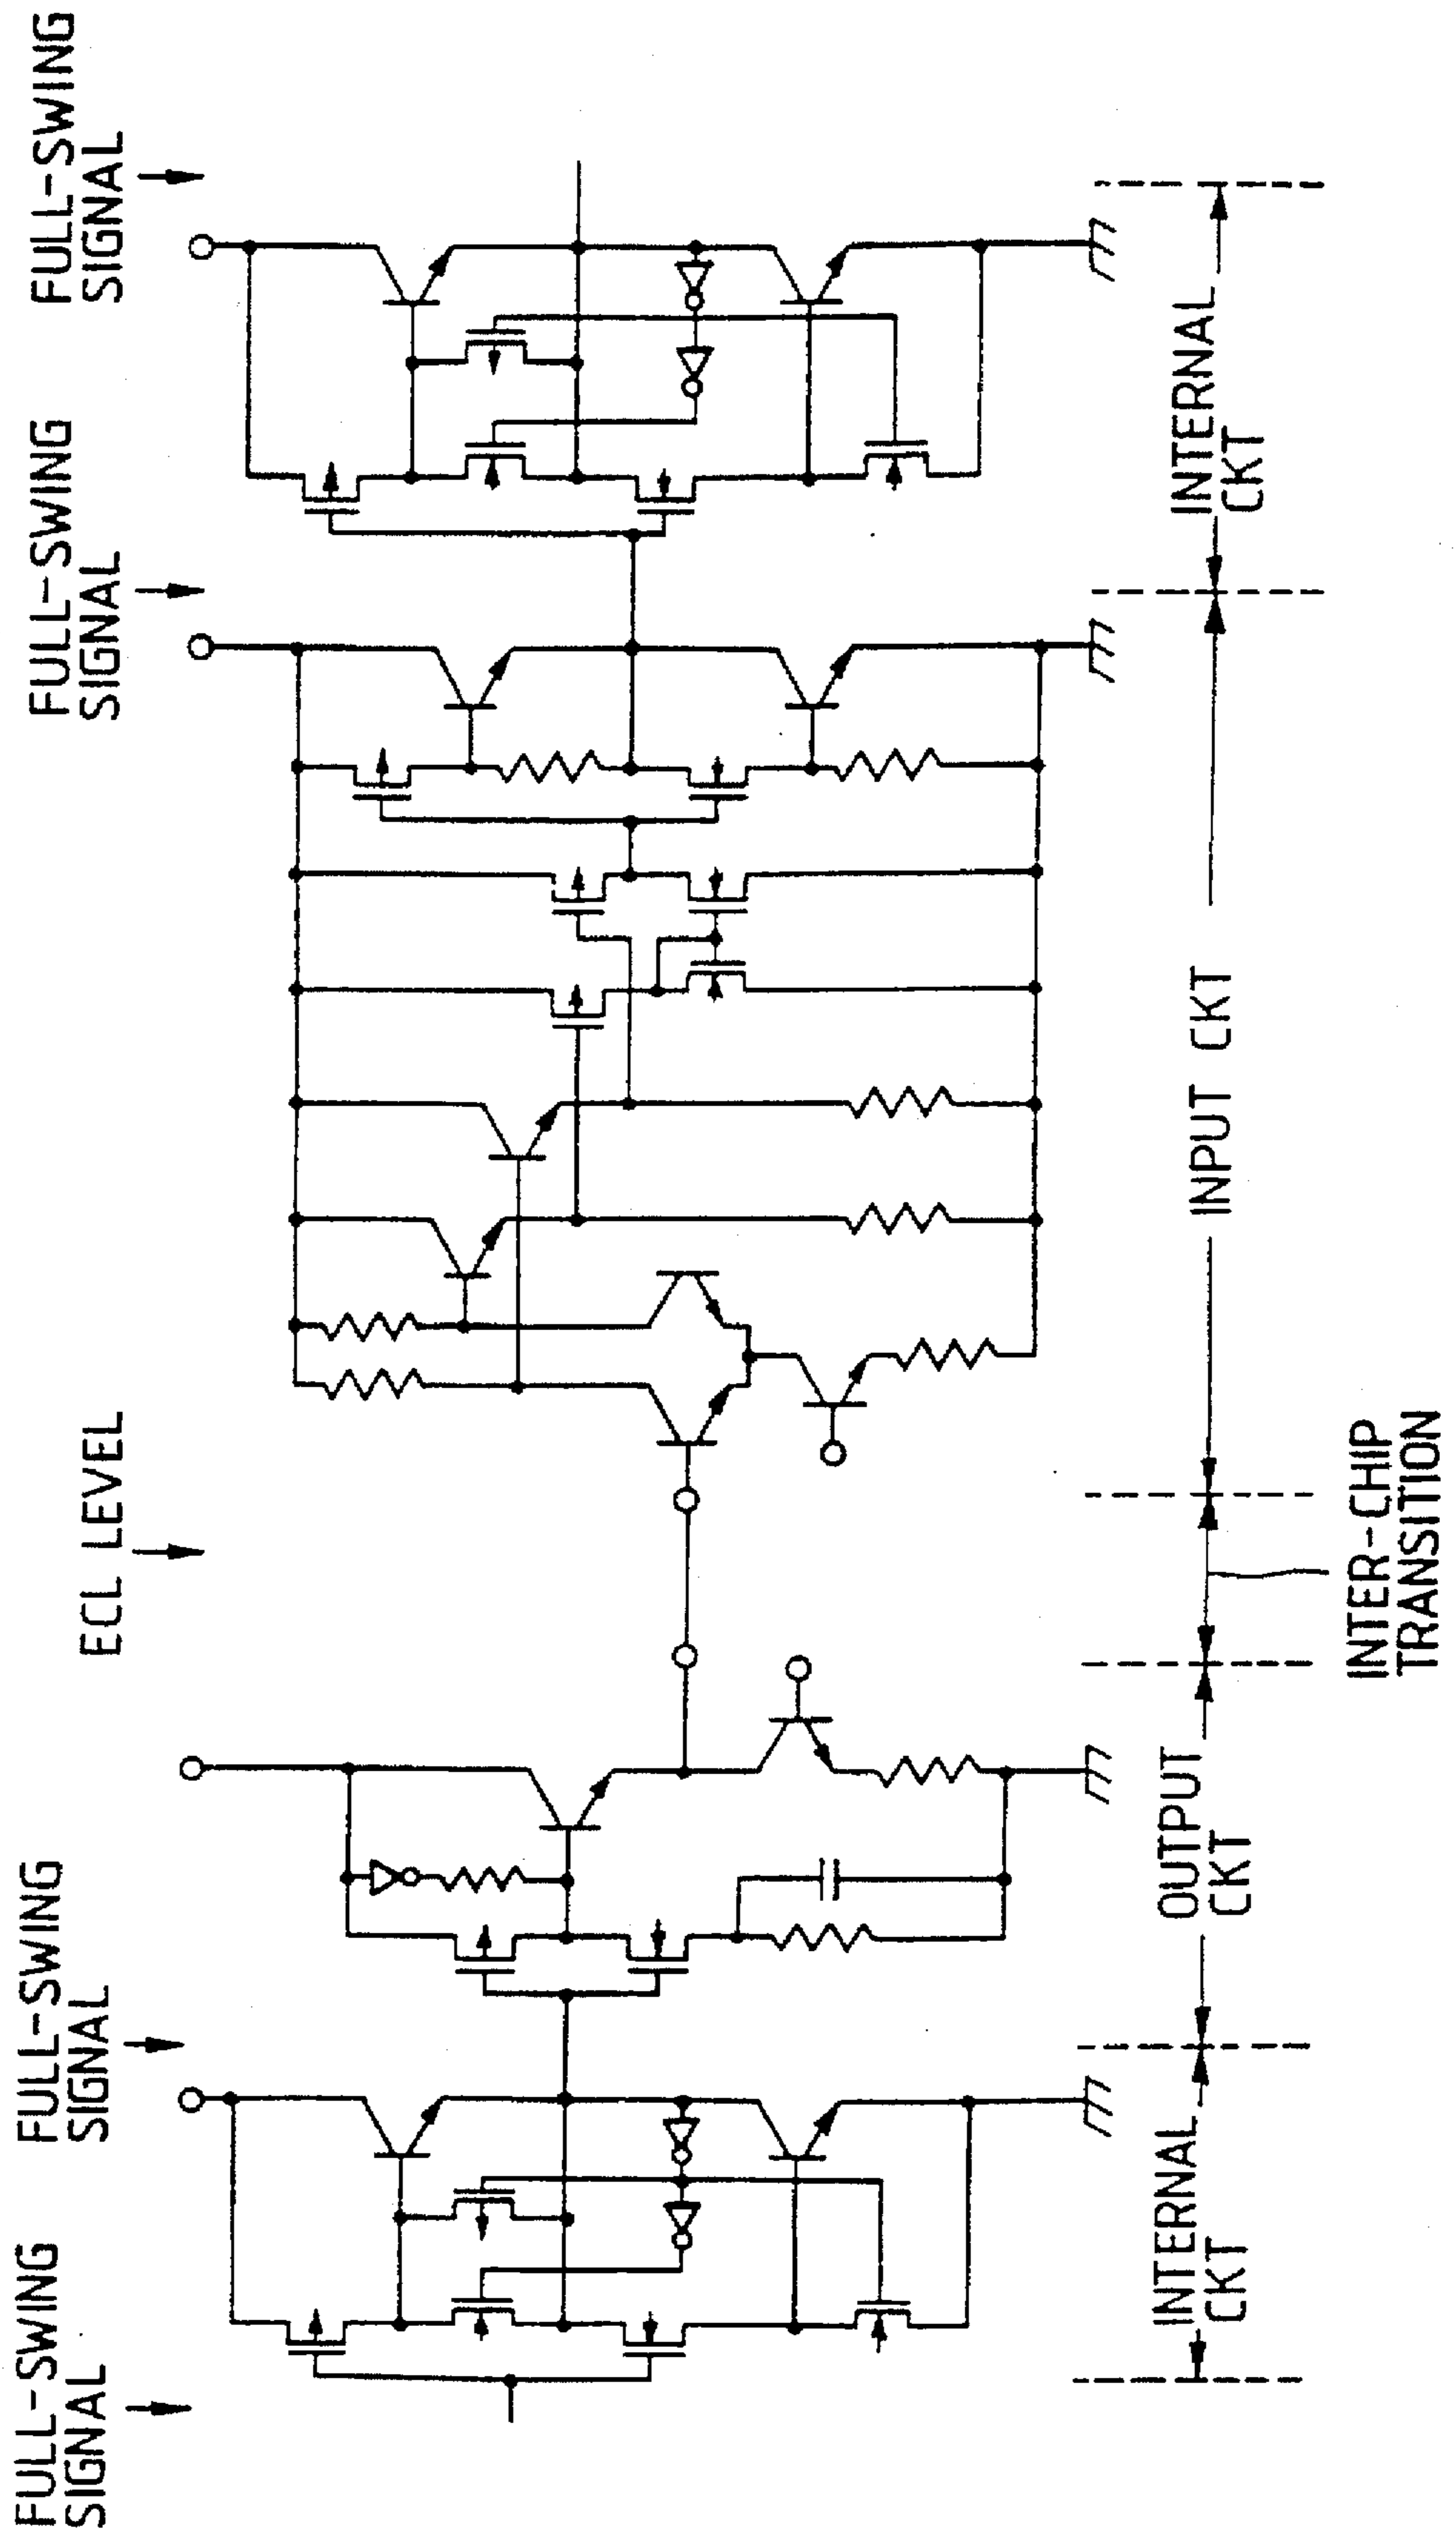 FULL-SWING
SIGNAL
FULL-SWING
SIGNAL
ECL LEVEL
FULL-SWING
SIGNAL
FULL-SWING
SIGNAL
INTERNAL
CKT
OUTPUT
CKT
INTER-CHIP
TRANSITION
INPUT CKT
INTERNAL
CKT